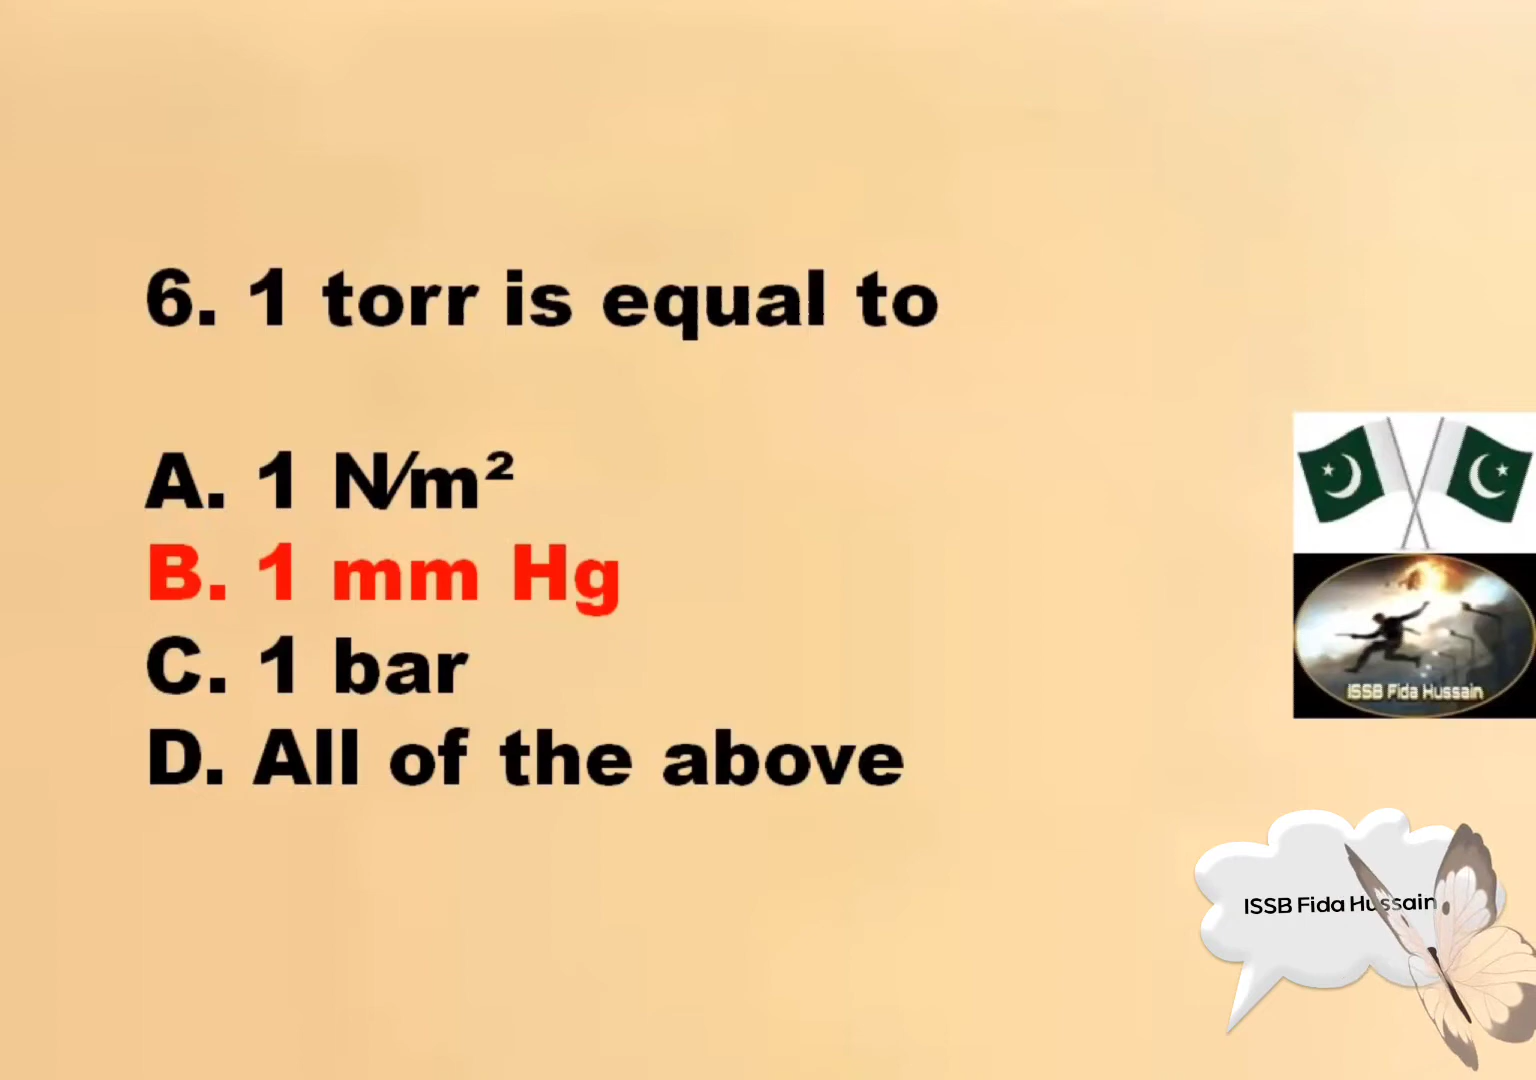 6. 1 torr is equal to
A. 1 N/m²
B. 1 mm Hg
C. 1 bar
D. All of the above
ISSB Fida Hussain
ISSB Fida Hussain